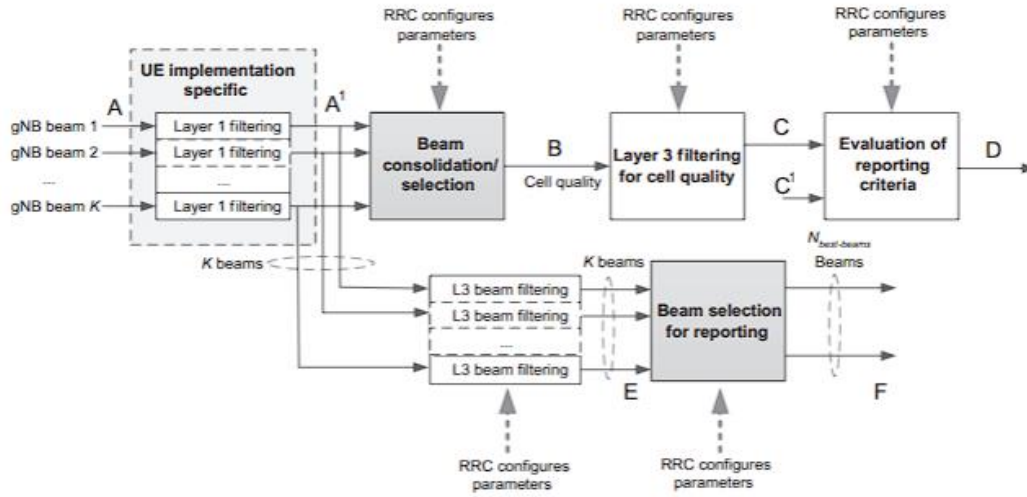 RRC configures
parameters
RRC configures
parameters
RRC configures
parameters
UE implementation
specific
A
A¹
gNB beam 1
Layer 1 filtering
gNB beam 2
Layer 1 filtering
....
....
gNB beam K
Layer 1 filtering
Beam
consolidation/
selection
B
Cell quality
Layer 3 filtering
for cell quality
C
C¹
Evaluation of
reporting
criteria
D
K beams
L3 beam filtering
L3 beam filtering
....
L3 beam filtering
K beams
E
Beam selection
for reporting
Nbest-beams
Beams
F
RRC configures
parameters
RRC configures
parameters